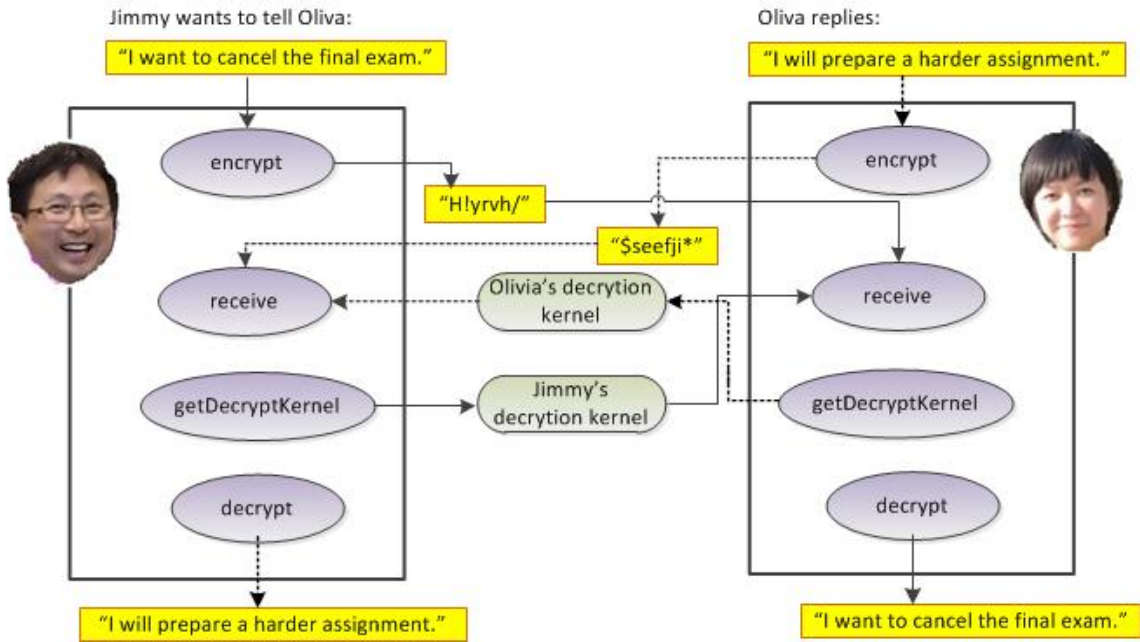 Jimmy wants to tell Oliva:
Oliva replies:
“I want to cancel the final exam.”
“I will prepare a harder assignment.”
encrypt
encrypt
“H!yrvh/”
“$seefji*”
receive
Olivia’s decrytion
kernel
receive
getDecryptKernel
Jimmy’s
decrytion kernel
getDecryptKernel
decrypt
decrypt
“I will prepare a harder assignment.”
“I want to cancel the final exam.”